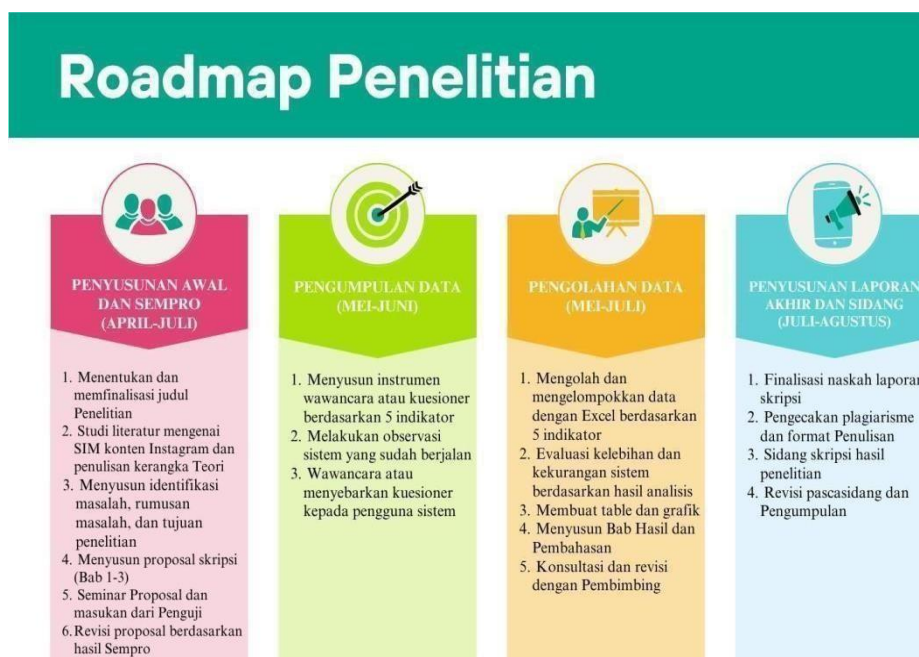 Roadmap Penelitian
PENYUSUNAN AWAL
DAN SEMPRO
(APRIL-JULI)
1. Menentukan dan
memfinalisasi judul
Penelitian
2. Studi literatur mengenai
SIM konten Instagram dan
penulisan kerangka Teori
3. Menyusun identifikasi
masalah, rumusan
masalah, dan tujuan
penelitian
4. Menyusun proposal skripsi
(Bab 1-3)
5. Seminar Proposal dan
masukan dari Penguji
6. Revisi proposal berdasarkan
hasil Sempro
PENGUMPULAN DATA
(MEI-JUNI)
1. Menyusun instrumen
wawancara atau kuesioner
berdasarkan 5 indikator
2. Melakukan observasi
sistem yang sudah berjalan
3. Wawancara atau
menyebarkan kuesioner
kepada pengguna sistem
PENGOLAHAN DATA
(MEI-JULI)
1. Mengolah dan
mengelompokkan data
dengan Excel berdasarkan
5 indikator
2. Evaluasi kelebihan dan
kekurangan sistem
berdasarkan hasil analisis
3. Membuat table dan grafik
4. Menyusun Bab Hasil dan
Pembahasan
5. Konsultasi dan revisi
dengan Pembimbing
PENYUSUNAN LAPORAN
AKHIR DAN SIDANG
(JULI-AGUSTUS)
1. Finalisasi naskah laporan
skripsi
2. Pengecakan plagiarisme
dan format Penulisan
3. Sidang skripsi hasil
penelitian
4. Revisi pascasidang dan
Pengumpulan